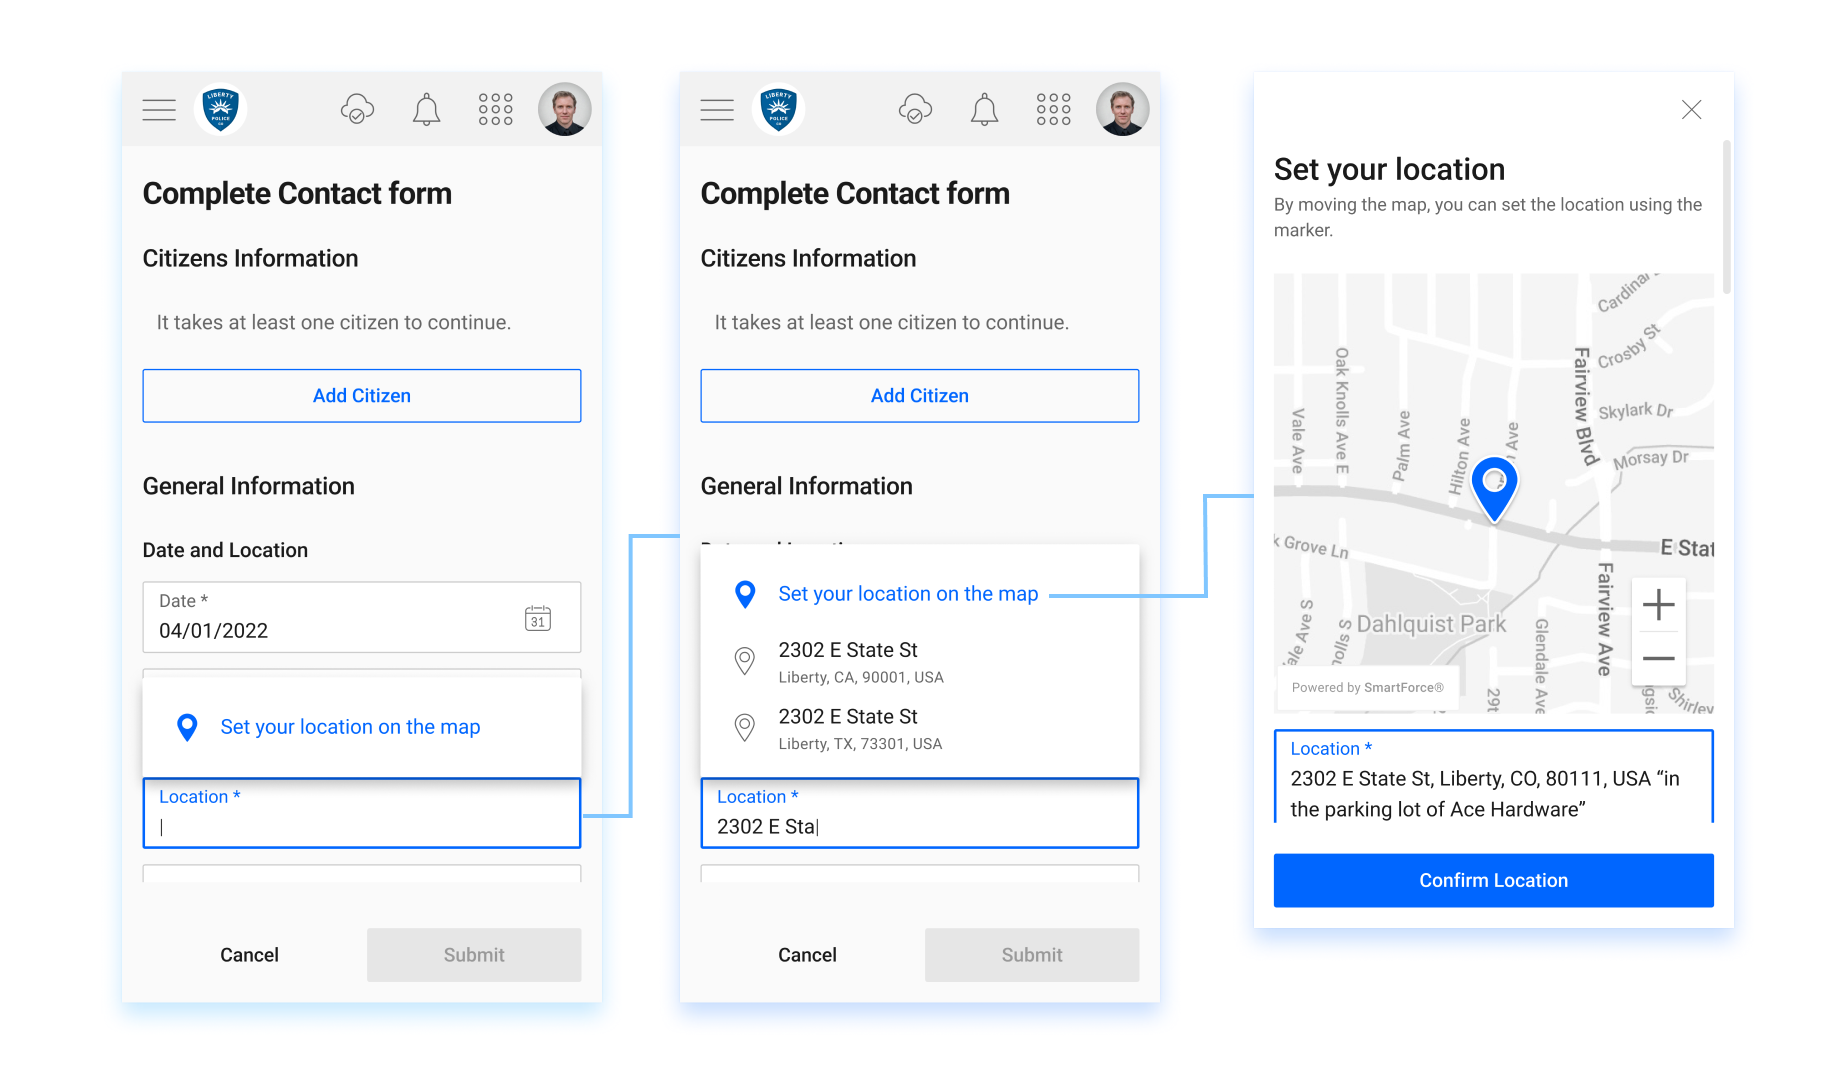 LIBERTY
POLICE
CO
Complete Contact form
Citizens Information
It takes at least one citizen to continue.
Add Citizen
General Information
Date and Location
Date *
04/01/2022
31
Set your location on the map
Location *
Cancel
Submit
LIBERTY
POLICE
CO
Complete Contact form
Citizens Information
It takes at least one citizen to continue.
Add Citizen
General Information
Set your location on the map
2302 E State St
Liberty, CA, 90001, USA
2302 E State St
Liberty, TX, 73301, USA
Location *
2302 E Sta
Cancel
Submit
Set your location
By moving the map, you can set the location using the
marker.
Cardinal
Crosby St
Fairview Blvd
Oak Knolls Ave E
Skylark Dr
Vale Ave
Palm Ave
Hilton Ave
Ave
Morsay Dr
k Grove Ln
E Stat
Fairview Ave
Dahlquist Park
ale Ave S
nolls S
Glendale Ave
29t
gsi
Shirley
Powered by SmartForce®
Location *
2302 E State St, Liberty, CO, 80111, USA “in
the parking lot of Ace Hardware”
Confirm Location